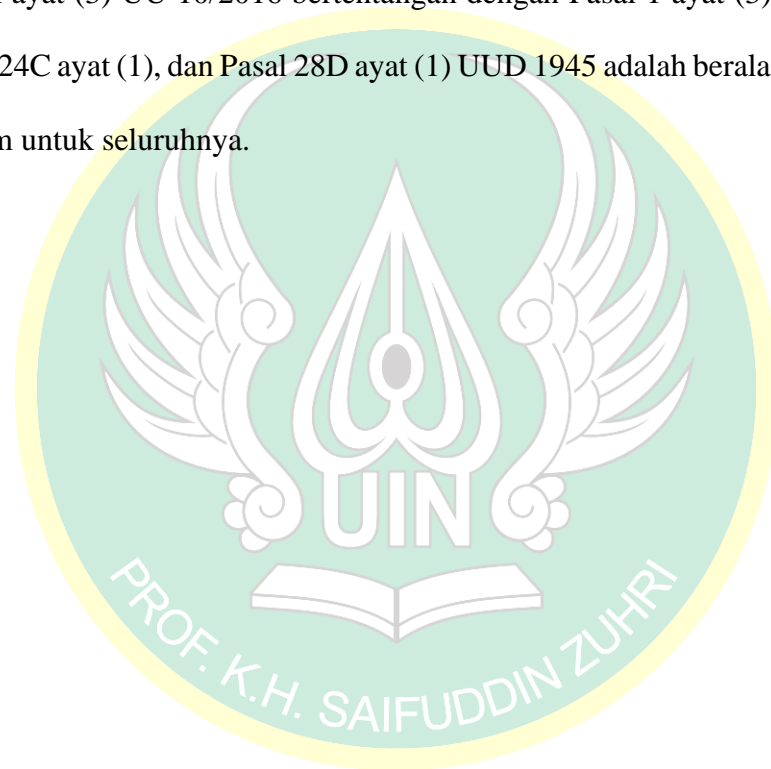 ayat (3) UU 10/2016 bertentangan dengan Pasal 1 ayat (3)
24C ayat (1), dan Pasal 28D ayat (1) UUD 1945 adalah berala
m untuk seluruhnya.
UIN
PROF. K.H. SAIFUDDIN ZUHRI